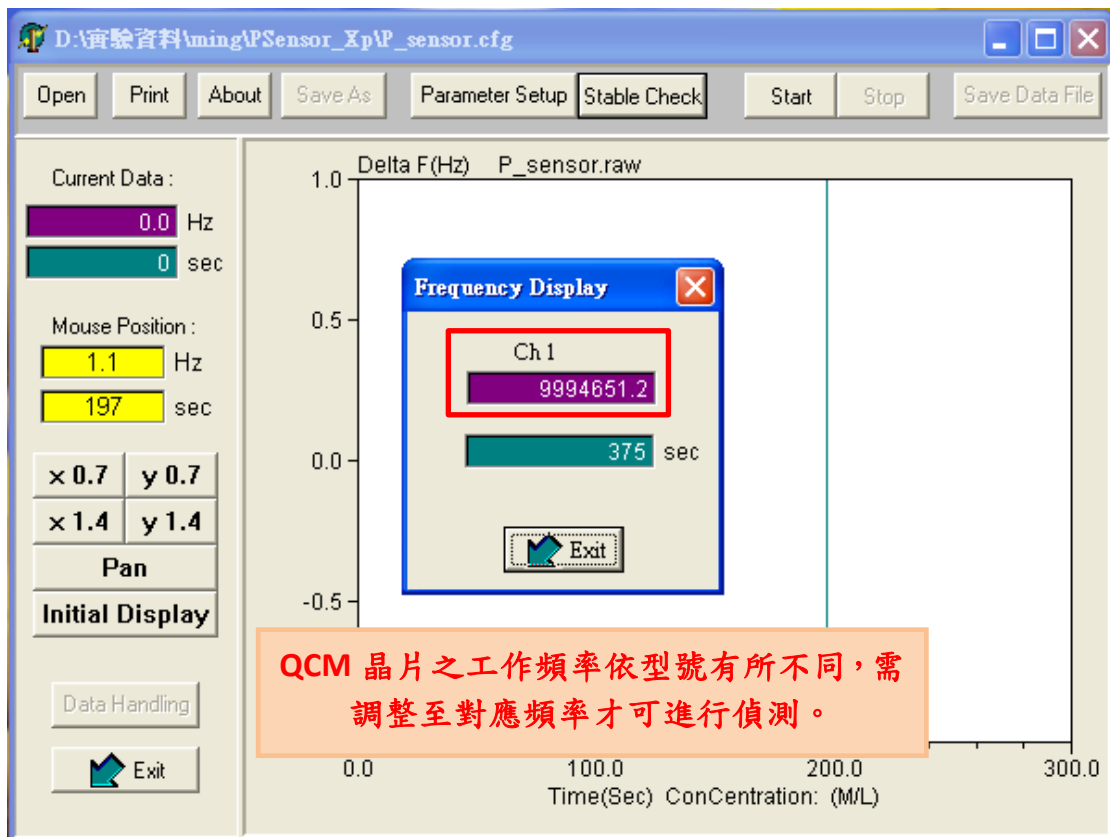 D:\實驗資料\ming\PSensor_Xp\P_sensor.cfg
Open Print About Save As Parameter Setup Stable Check Start Stop Save Data File
Current Data :
0.0 Hz
0 sec
Mouse Position :
1.1 Hz
197 sec
x 0.7 y 0.7
x 1.4 y 1.4
Pan
Initial Display
Data Handling
Exit
Delta F(Hz) P_sensor.raw
1.0
0.5
0.0
-0.5
Frequency Display
Ch 1
9994651.2
375 sec
Exit
QCM 晶片之工作頻率依型號有所不同，需
調整至對應頻率才可進行偵測。
0.0 100.0 200.0 300.0
Time(Sec) ConCentration: (M/L)